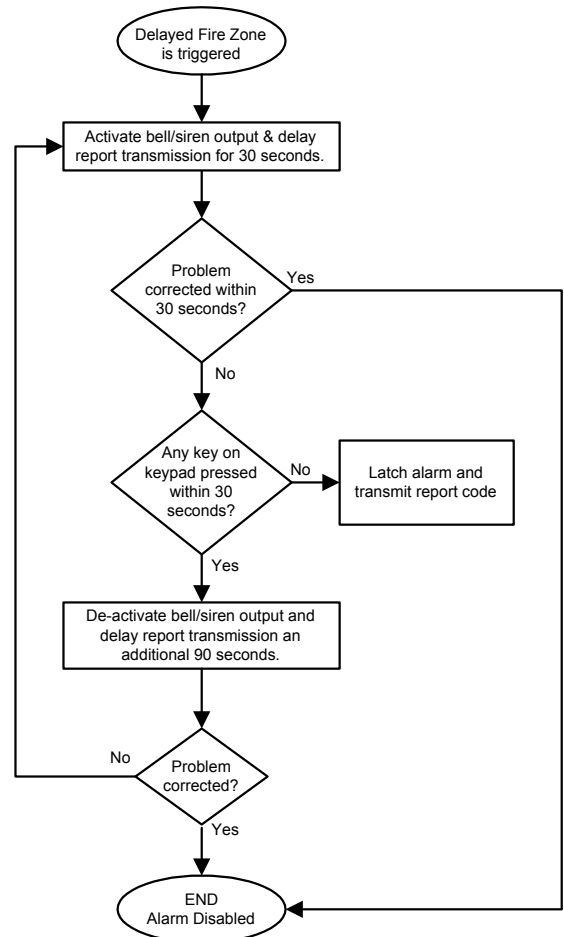 Delayed Fire Zone
is triggered
Activate bell/siren output & delay
report transmission for 30 seconds.
Problem
corrected within
30 seconds?
Yes
No
Any key on
keypad pressed
within 30
seconds?
No
Latch alarm and
transmit report code
Yes
De-activate bell/siren output and
delay report transmission an
additional 90 seconds.
No
Problem
corrected?
Yes
END
Alarm Disabled